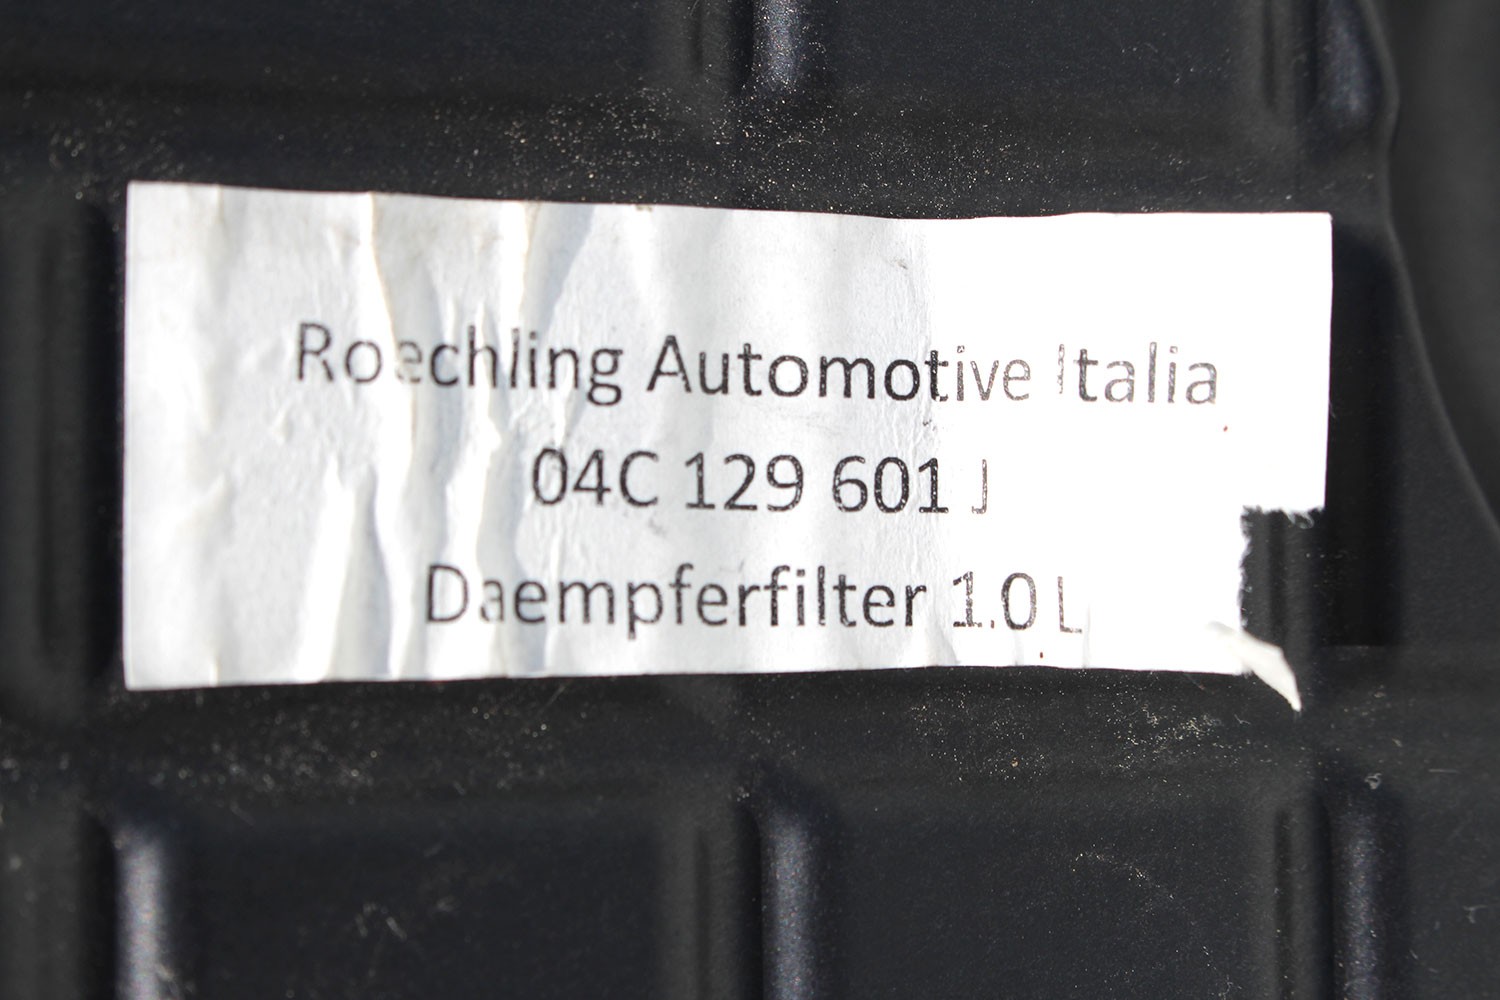 Roechling Automotive Italia
04C 129 601 J
Daempferfilter 1.0 L